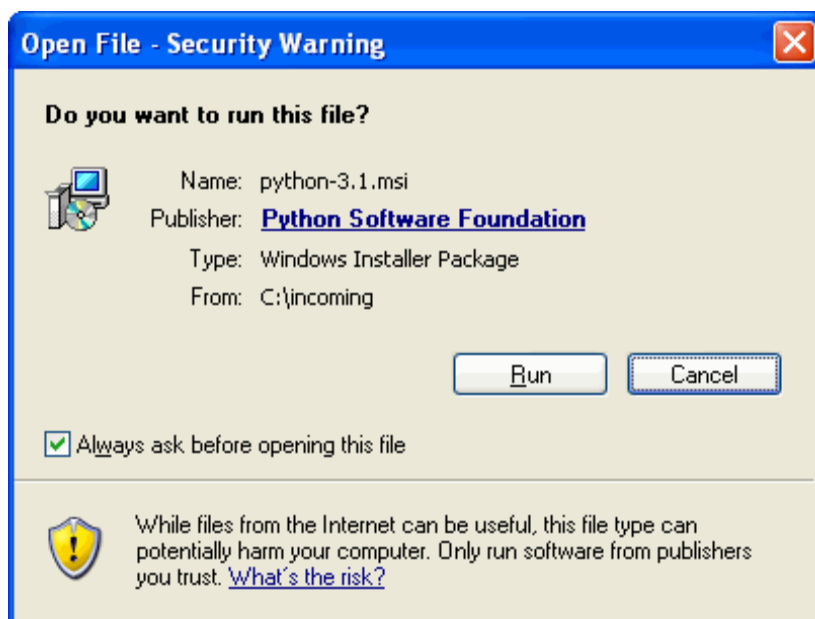 Open File - Security Warning
Do you want to run this file?
Name: python-3.1.msi
Publisher: Python Software Foundation
Type: Windows Installer Package
From: C:\incoming
Run Cancel
Always ask before opening this file
While files from the Internet can be useful, this file type can
potentially harm your computer. Only run software from publishers
you trust. What's the risk?